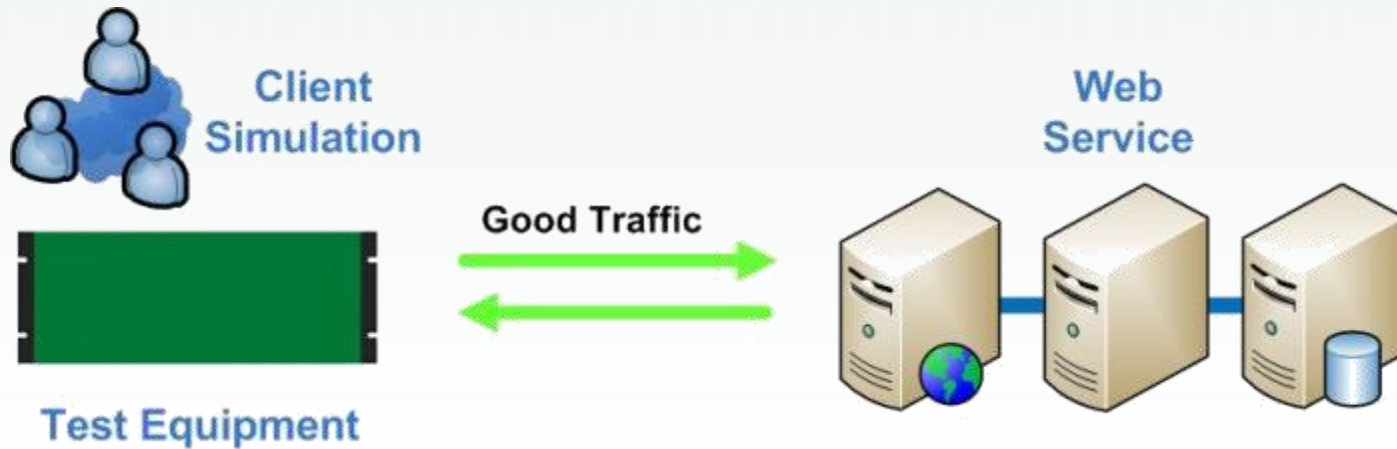 Client
Simulation
Web
Service
Good Traffic
Test Equipment